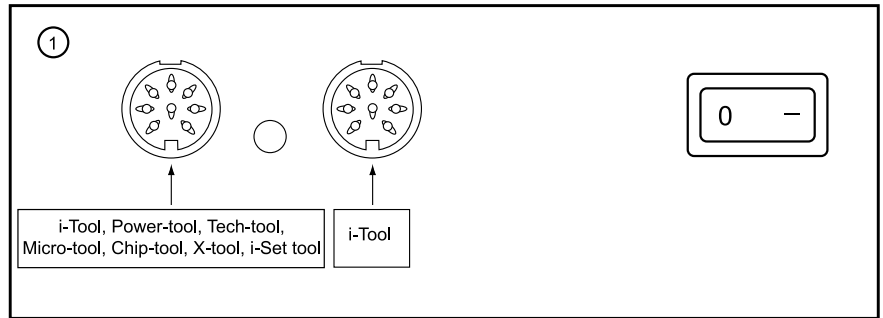 1
0 –
i-Tool, Power-tool, Tech-tool,
Micro-tool, Chip-tool, X-tool, i-Set tool
i-Tool